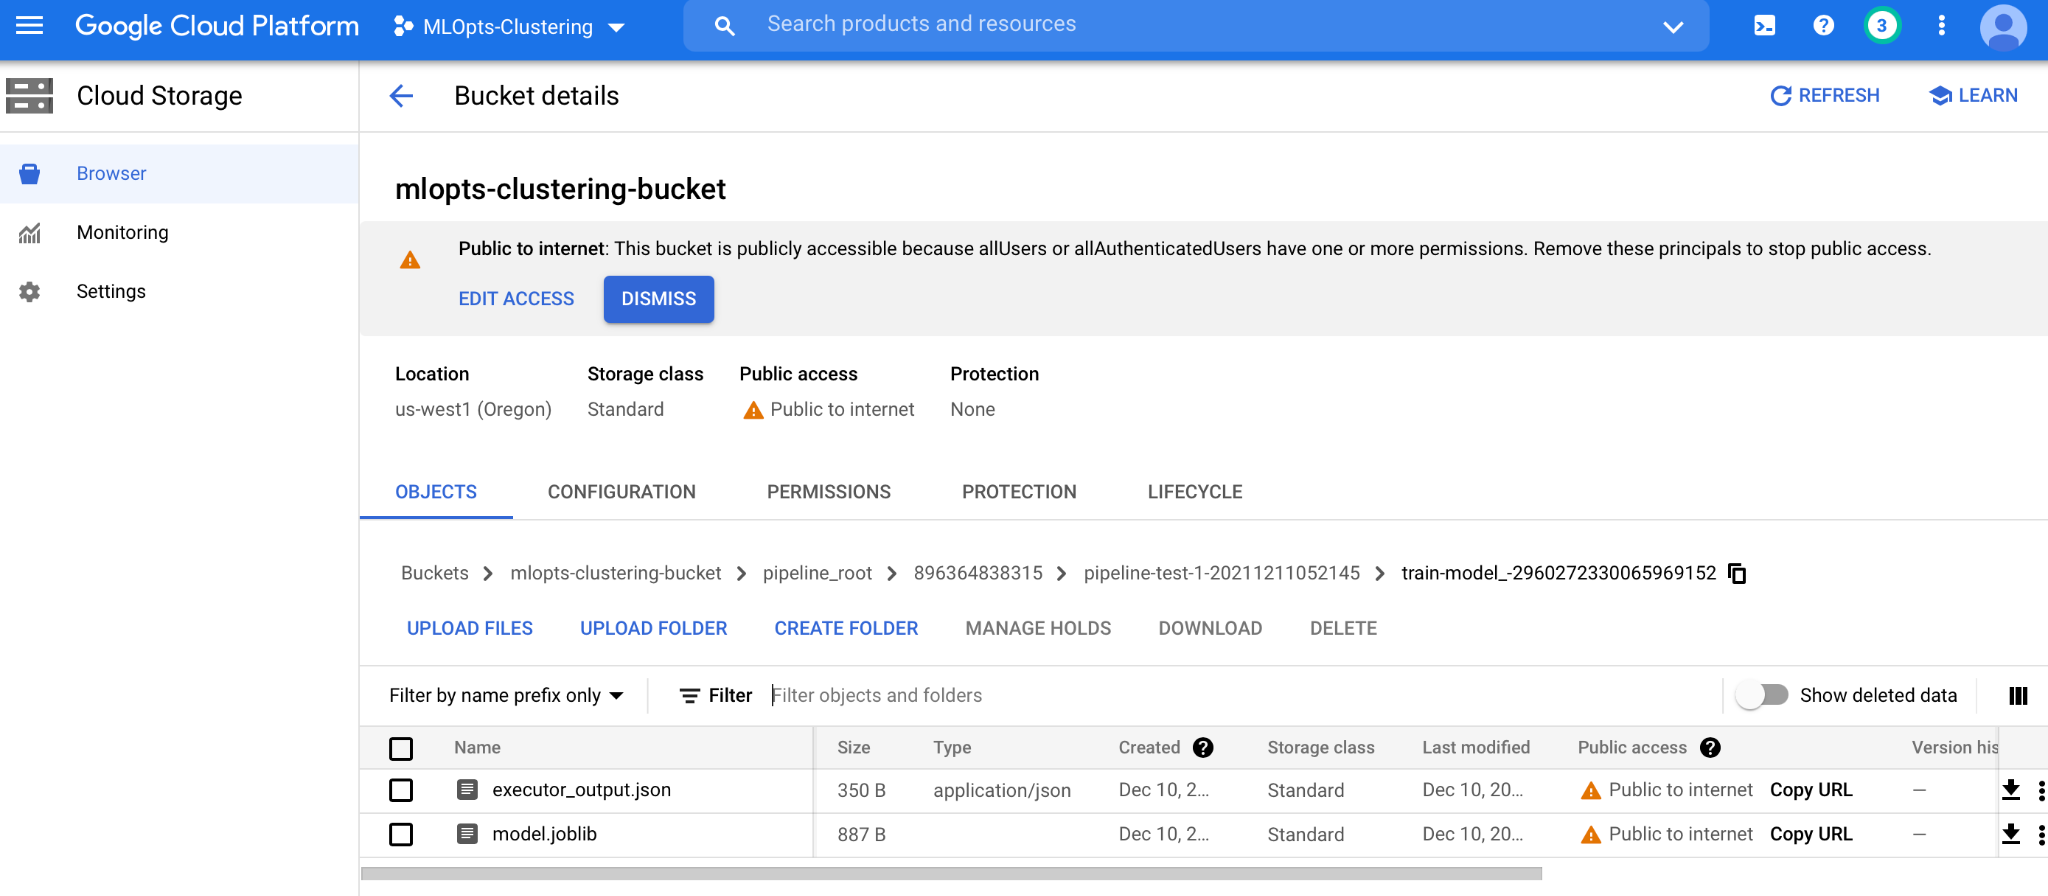 Google Cloud Platform MLOpts-Clustering Search products and resources 3
Cloud Storage
Bucket details
REFRESH LEARN
Browser
Monitoring
Settings
mlopts-clustering-bucket
Public to internet: This bucket is publicly accessible because allUsers or allAuthenticatedUsers have one or more permissions. Remove these principals to stop public access.
EDIT ACCESS DISMISS
Location Storage class Public access Protection
us-west1 (Oregon) Standard Public to internet None
OBJECTS CONFIGURATION PERMISSIONS PROTECTION LIFECYCLE
Buckets > mlopts-clustering-bucket > pipeline_root > 896364838315 > pipeline-test-1-20211211052145 > train-model_-2960272330065969152
UPLOAD FILES UPLOAD FOLDER CREATE FOLDER MANAGE HOLDS DOWNLOAD DELETE
Filter by name prefix only Filter Filter objects and folders Show deleted data
Name Size Type Created Storage class Last modified Public access Version his
executor_output.json 350 B application/json Dec 10, 2... Standard Dec 10, 20... Public to internet Copy URL —
model.joblib 887 B Dec 10, 2... Standard Dec 10, 20... Public to internet Copy URL —